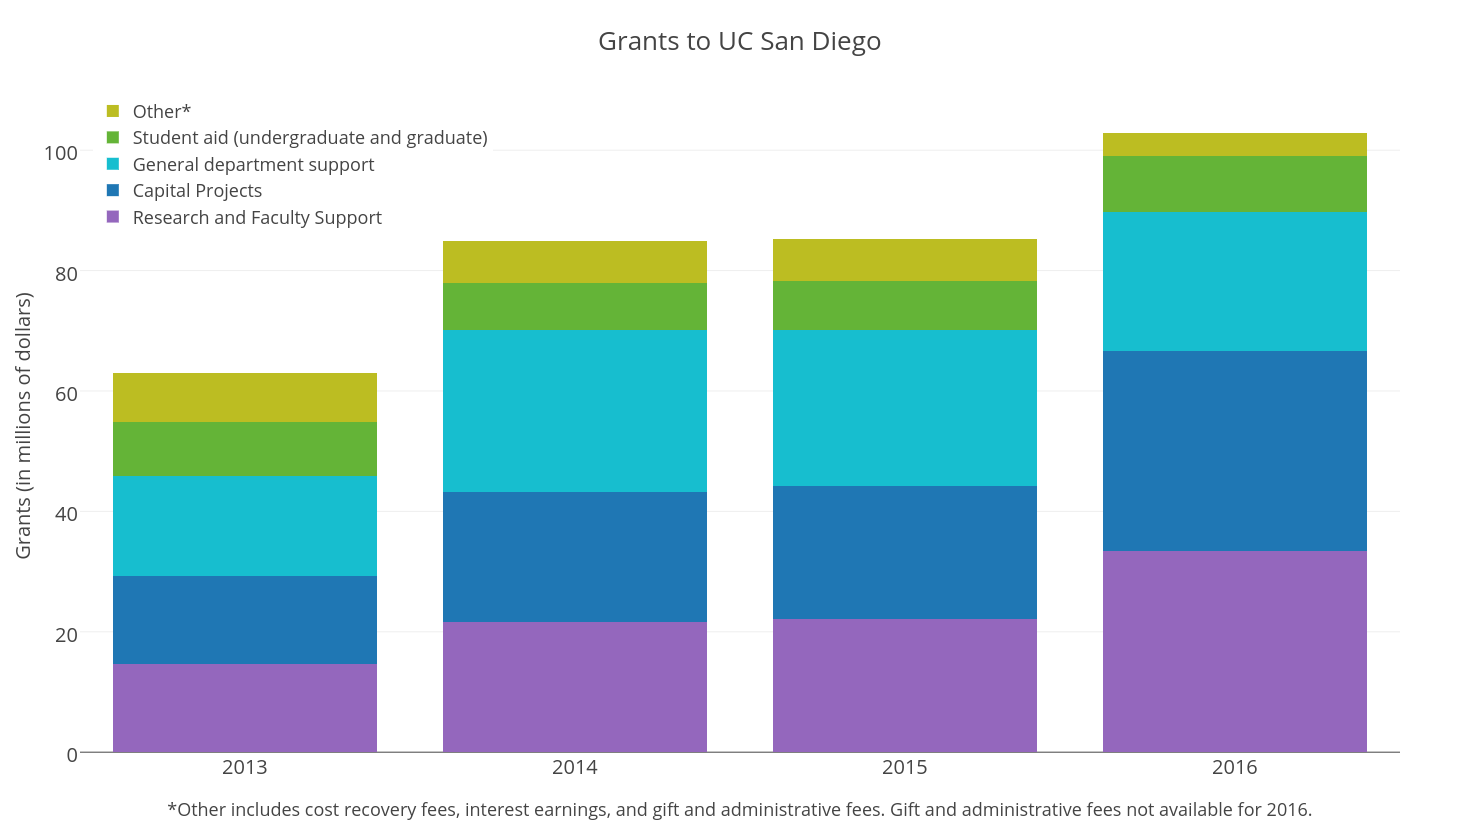 Grants to UC San Diego
Other*
Student aid (undergraduate and graduate)
General department support
Capital Projects
Research and Faculty Support
Grants (in millions of dollars)
100
80
60
40
20
0
2013
2014
2015
2016
*Other includes cost recovery fees, interest earnings, and gift and administrative fees. Gift and administrative fees not available for 2016.